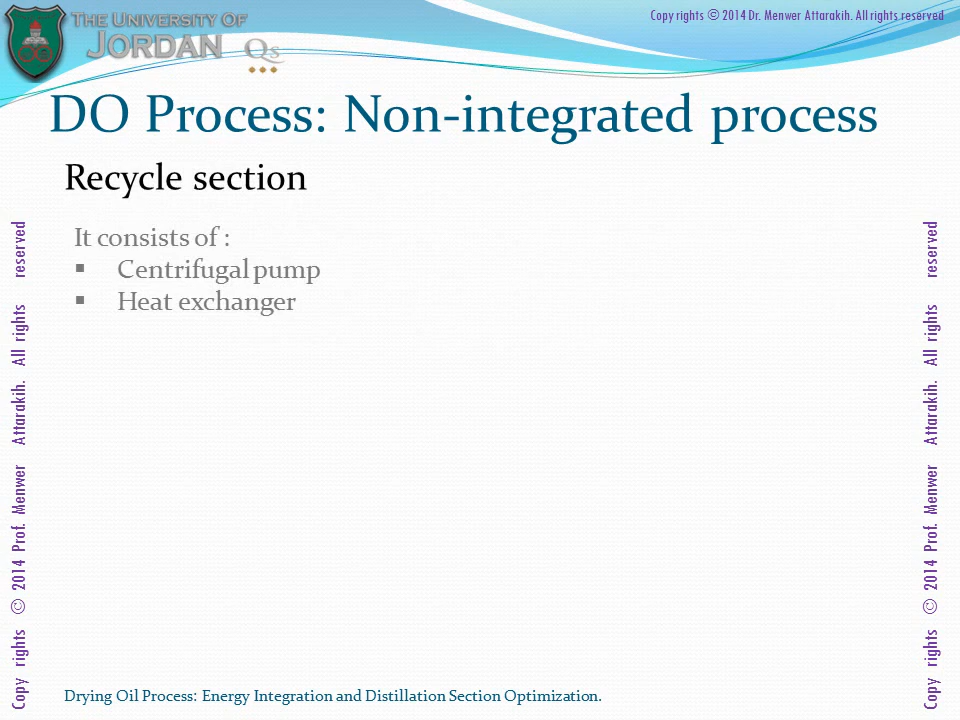 THE UNIVERSITY OF
JORDAN QS
Copy rights © 2014 Dr. Menwer Attarakih. All rights reserved
DO Process: Non-integrated process
Recycle section
It consists of :
▪ Centrifugal pump
▪ Heat exchanger
Copy rights © 2014 Prof. Menwer Attarakih. All rights reserved
Copy rights © 2014 Prof. Menwer Attarakih. All rights reserved
Drying Oil Process: Energy Integration and Distillation Section Optimization.